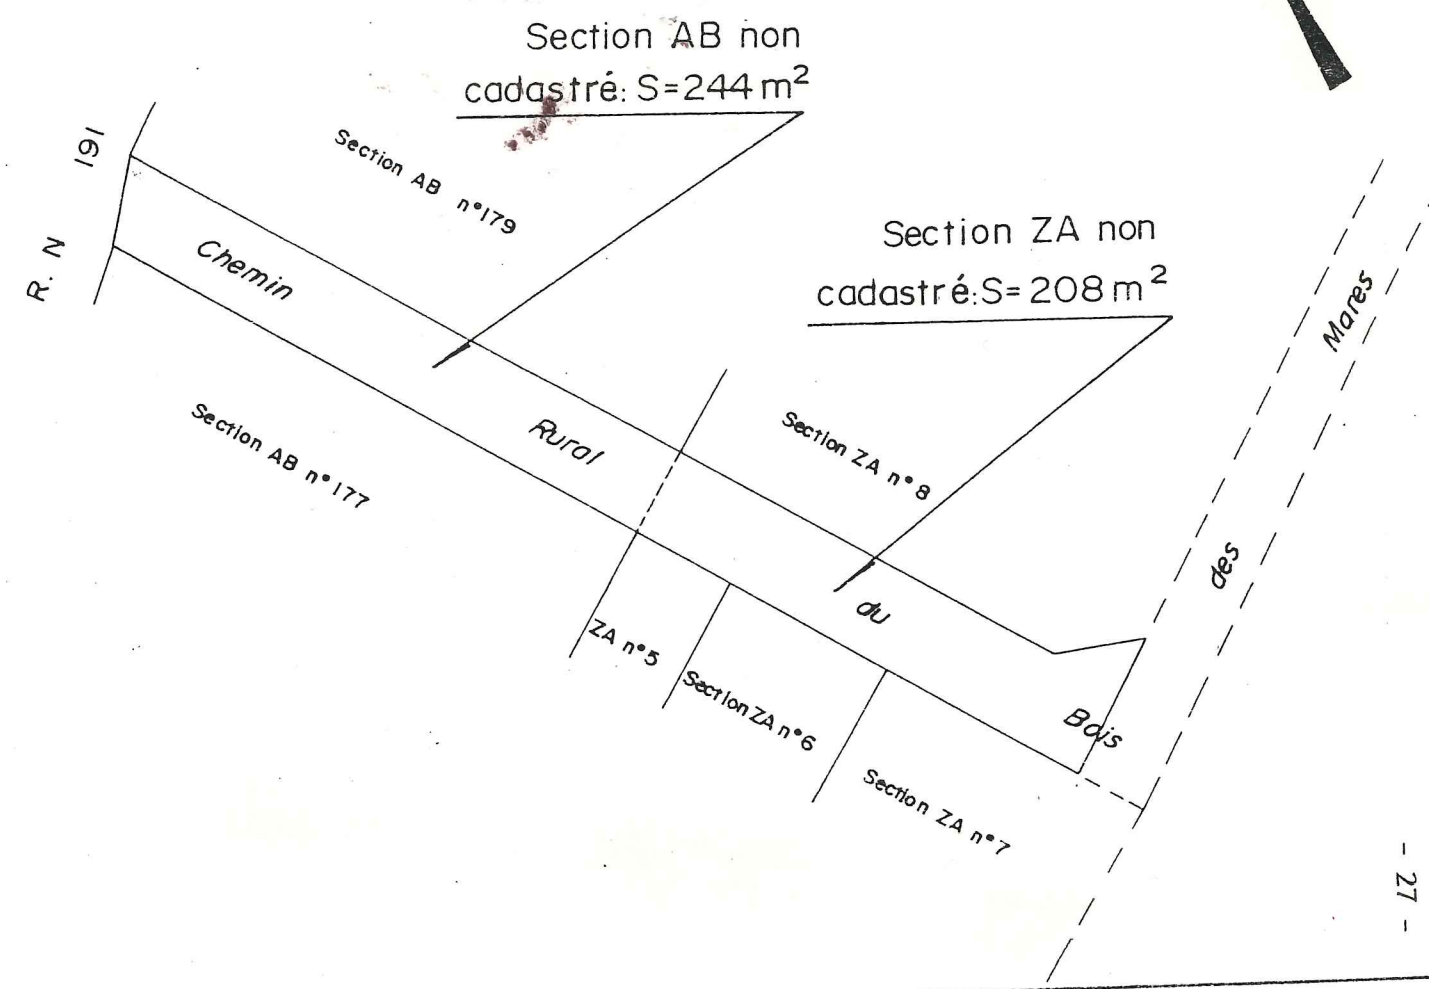 Section AB non
cadastré: S=244 m²
Section AB n°179
R. N 191
Chemin Rural du Bois des Mares
Section ZA non
cadastré: S= 208 m²
Section AB n°177
Section ZA n°8
ZA n°5
Section ZA n°6
Section ZA n°7
- 27 -